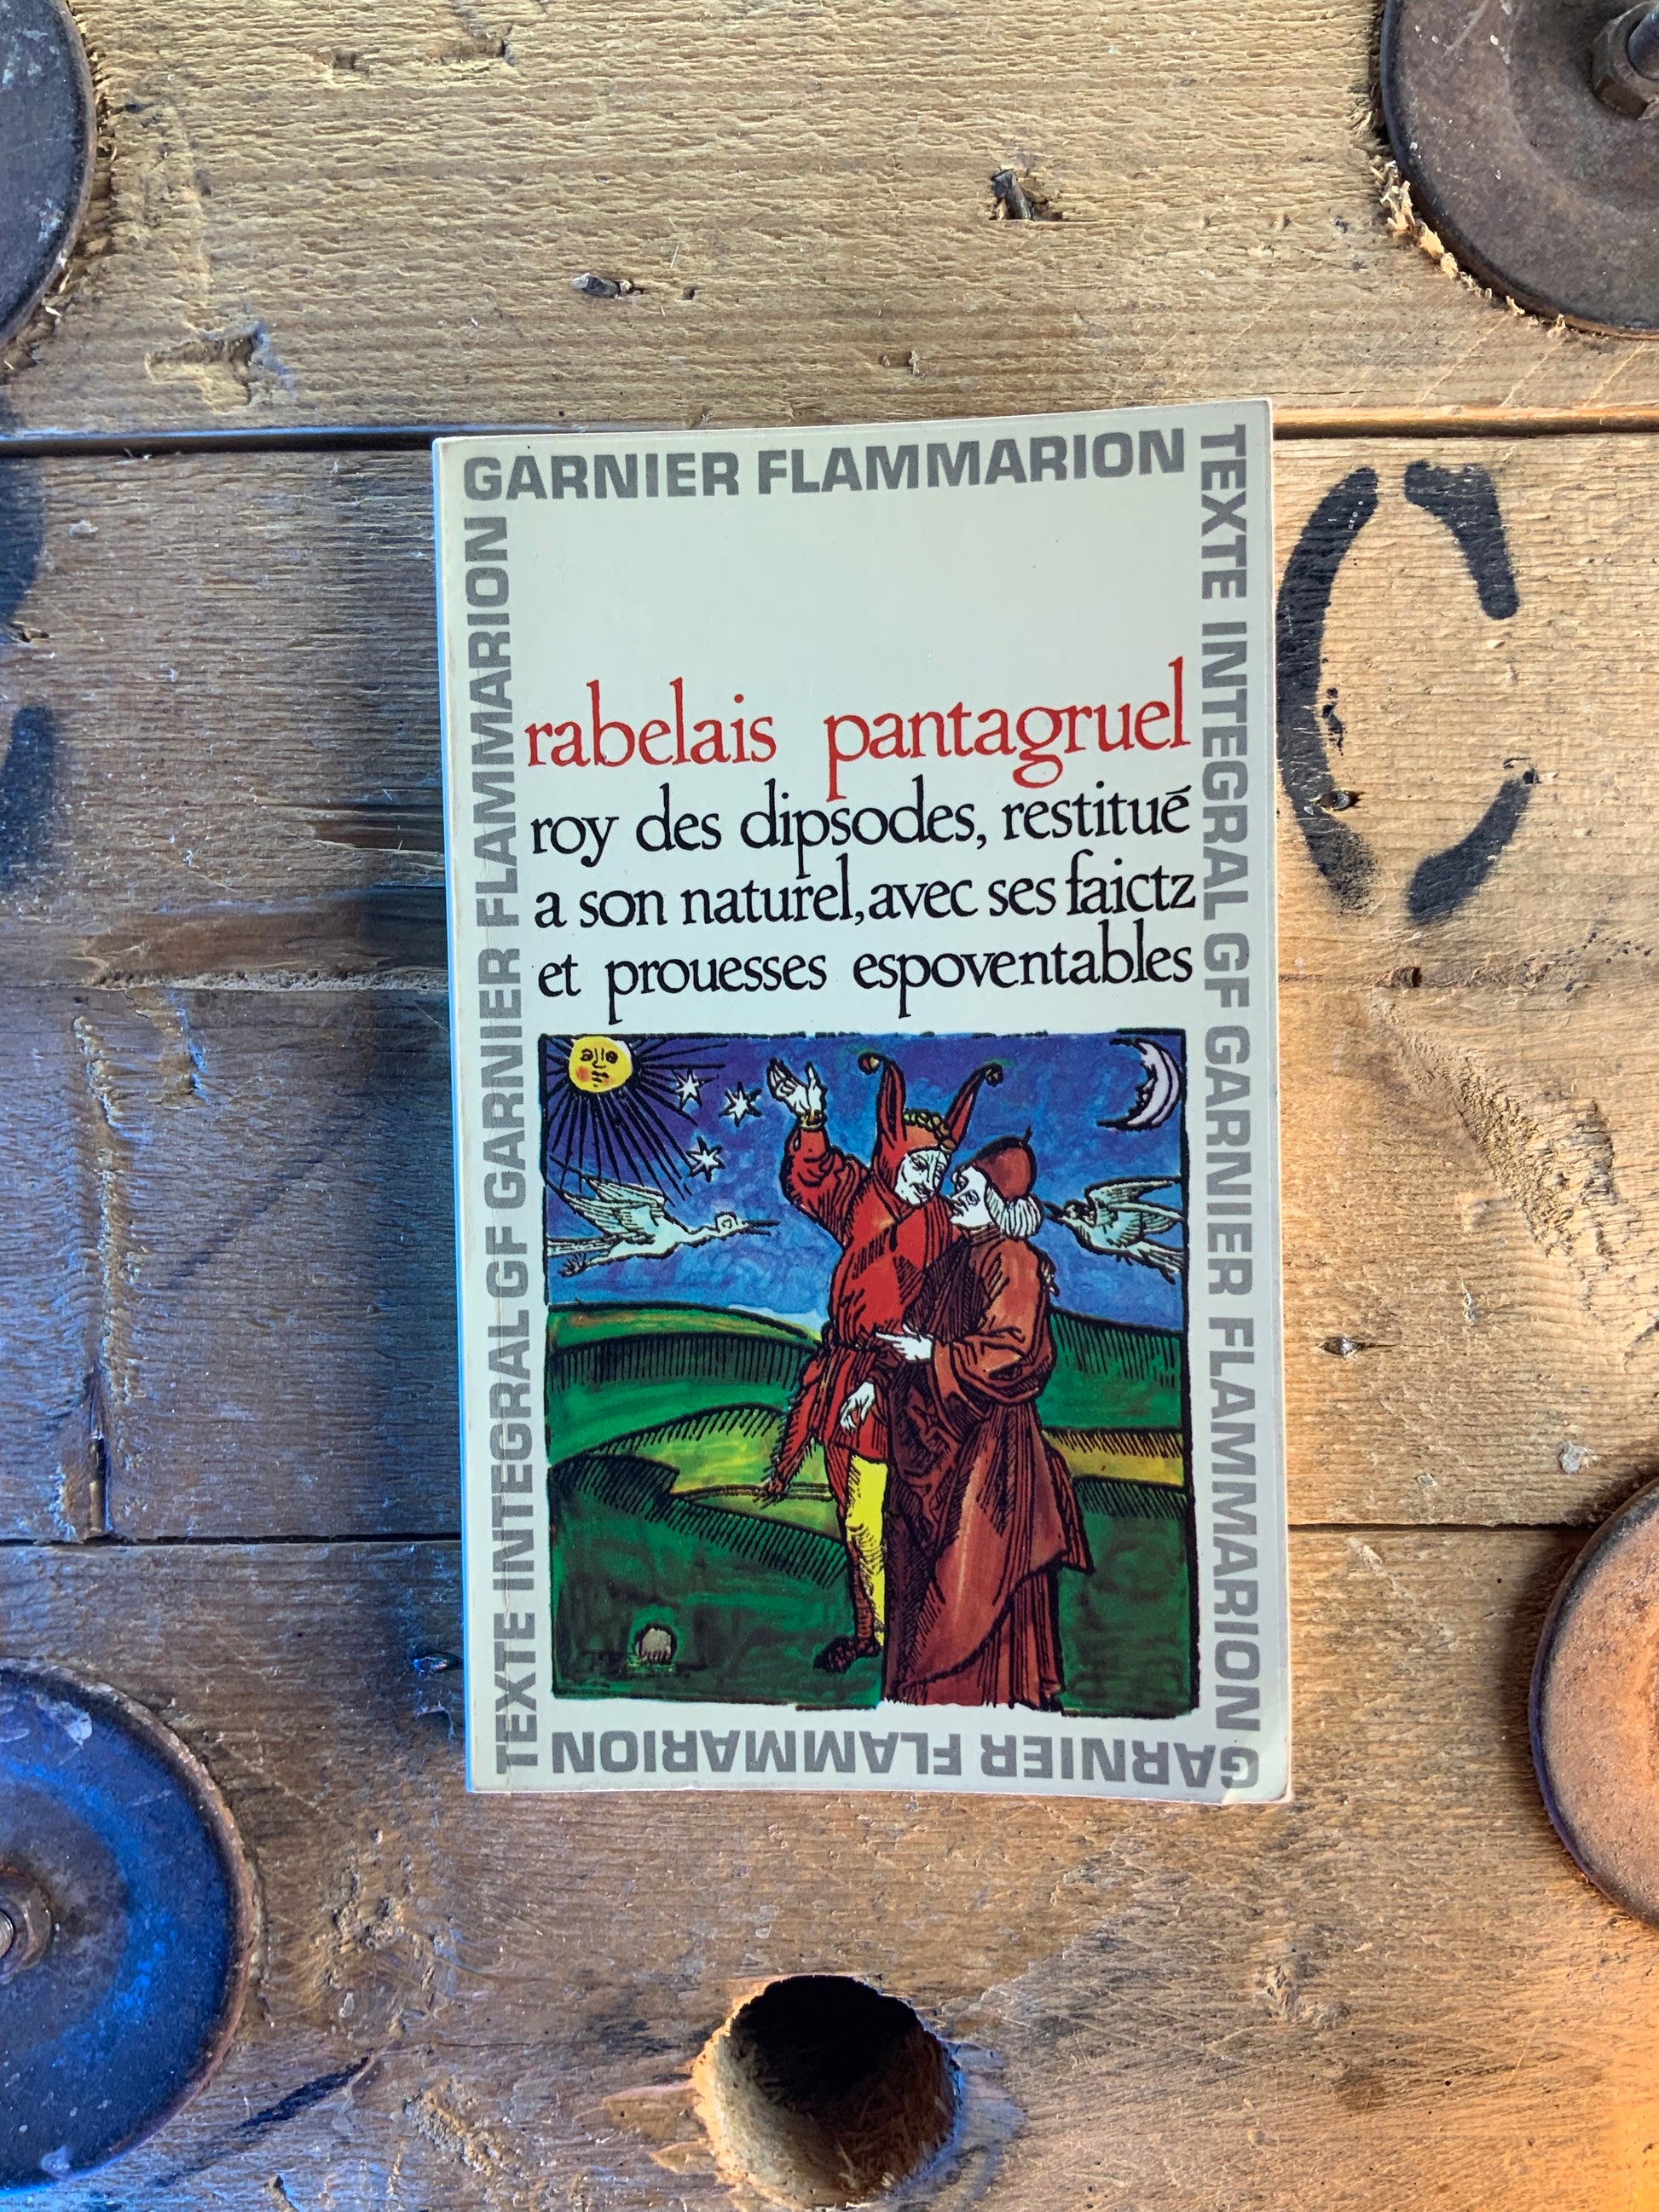 GARNIER FLAMMARION
TEXTE INTEGRAL GF GARNIER FLAMMARION
TEXTE INTEGRAL GF GARNIER FLAMMARION
rabelais pantagruel
roy des dipsodes, restitué
a son naturel, avec ses faictz
et prouesses espoventables
GARNIER FLAMMARION
C